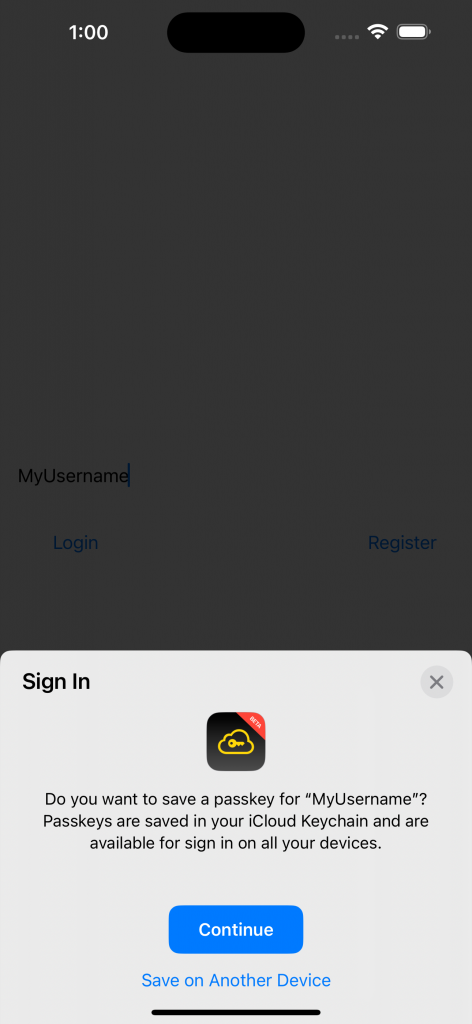 1:00
MyUsername
Login Register
Sign In
BETA
Do you want to save a passkey for “MyUsername”?
Passkeys are saved in your iCloud Keychain and are
available for sign in on all your devices.
Continue
Save on Another Device